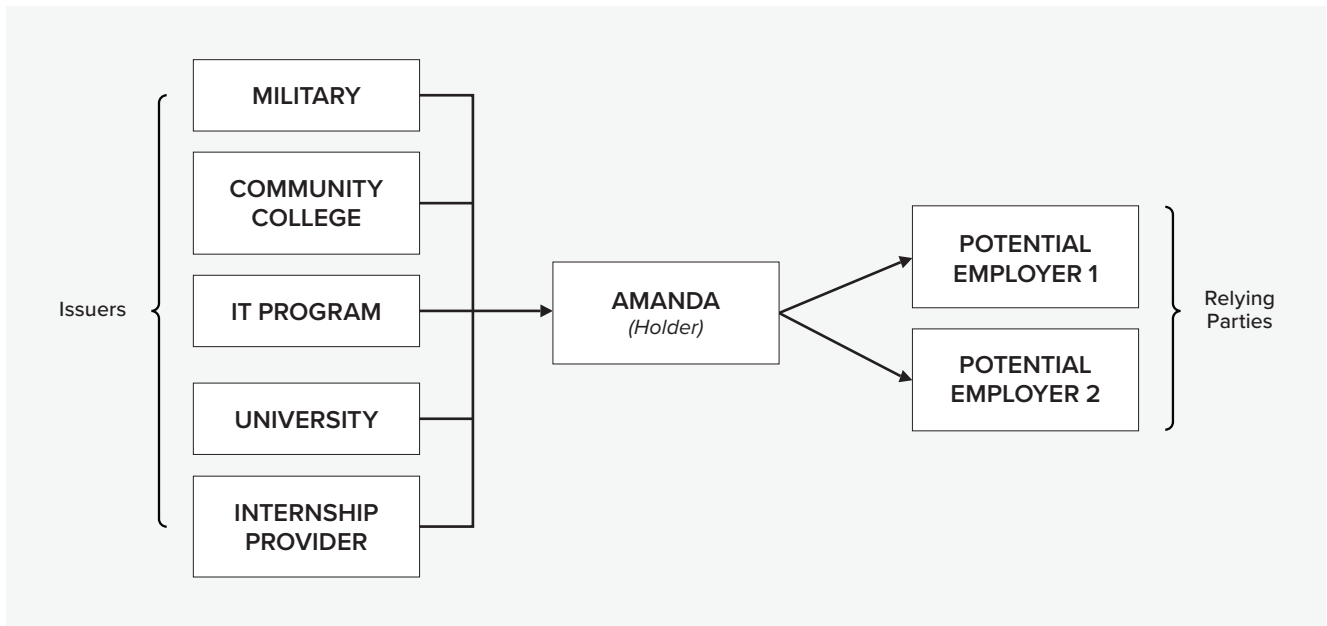 Issuers
MILITARY
COMMUNITY
COLLEGE
IT PROGRAM
UNIVERSITY
INTERNSHIP
PROVIDER
AMANDA
(Holder)
POTENTIAL
EMPLOYER 1
POTENTIAL
EMPLOYER 2
Relying
Parties